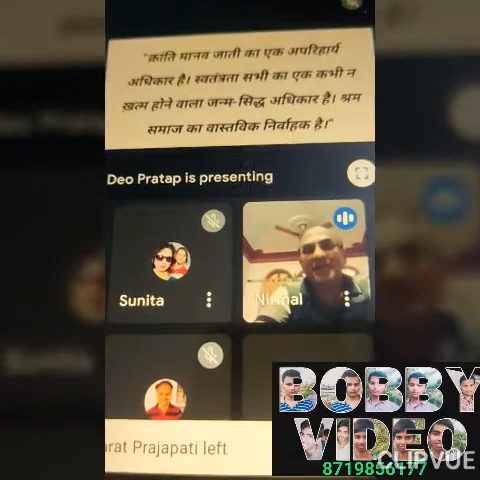 "क्रांति मानव जाती का एक अपरिहार्य
अधिकार है। स्वतंत्रता सभी का एक कभी न
ख़त्म होने वाला जन्म-सिद्ध अधिकार है। श्रम
समाज का वास्तविक निर्वाहक है।"
Deo Pratap is presenting
Sunita
Nirmal
arat Prajapati left
BOBBY
VIDEO
CLIPVUE
8719856177